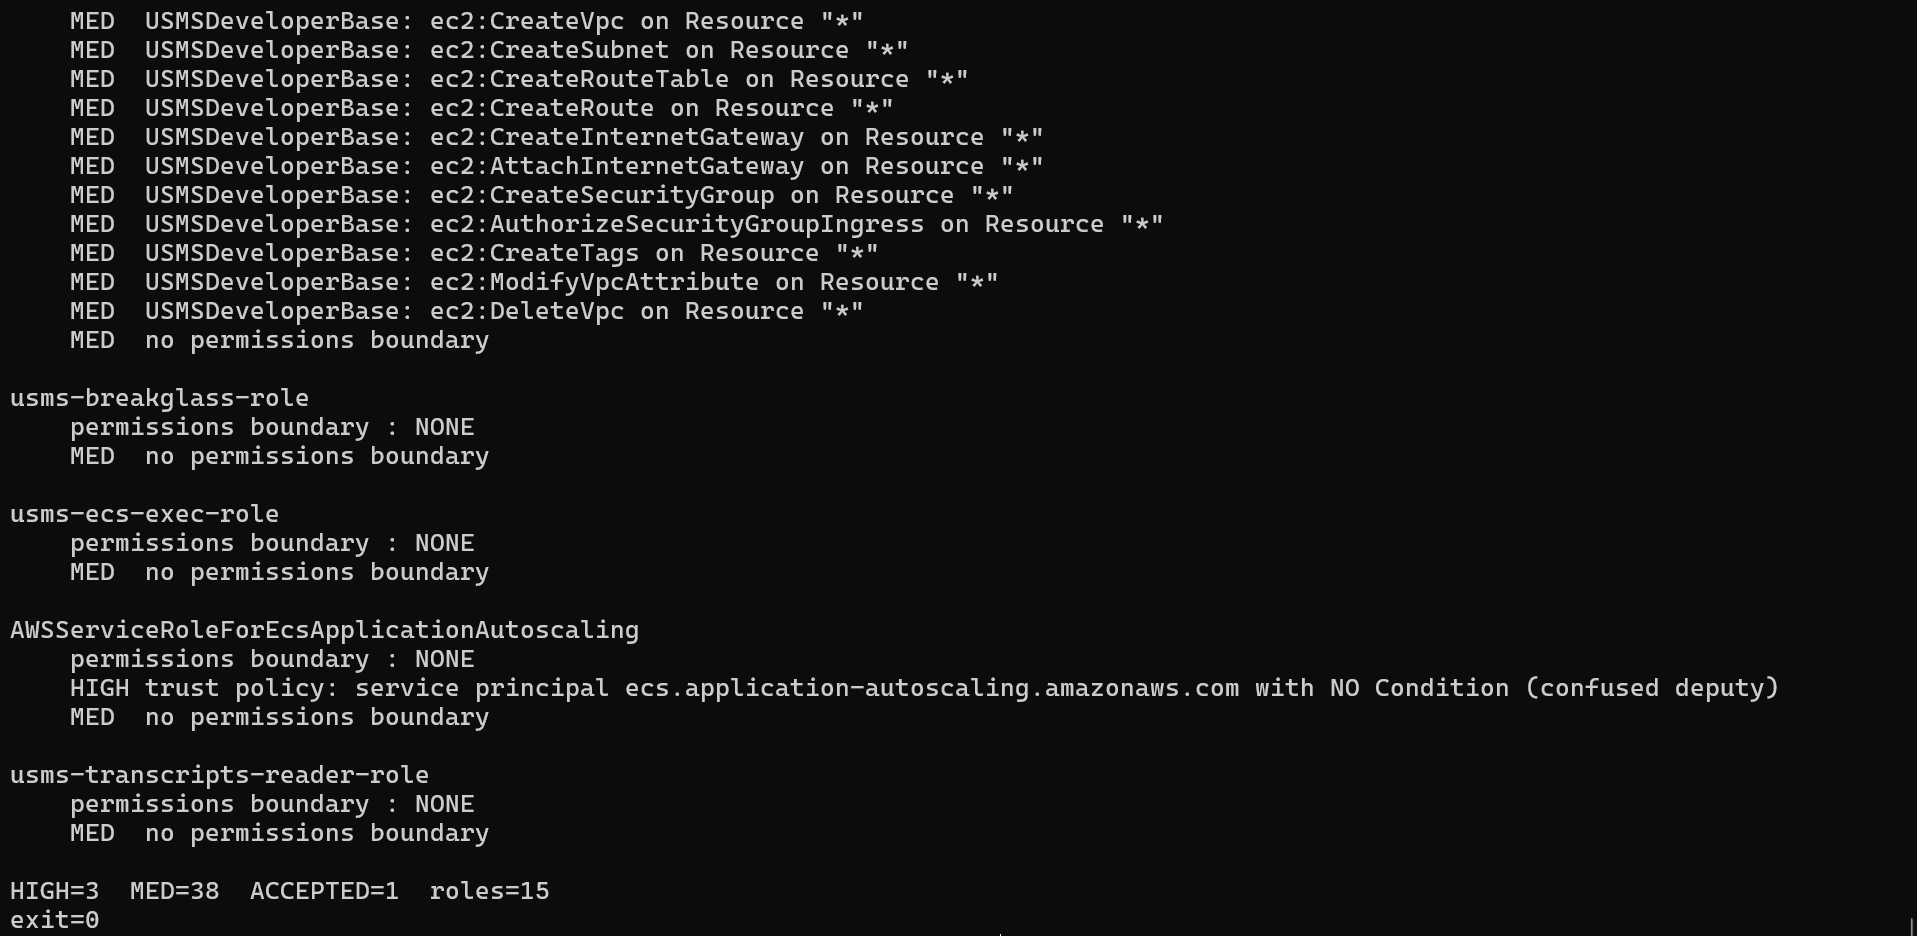 MED  USMSDeveloperBase: ec2:CreateVpc on Resource "*"
MED  USMSDeveloperBase: ec2:CreateSubnet on Resource "*"
MED  USMSDeveloperBase: ec2:CreateRouteTable on Resource "*"
MED  USMSDeveloperBase: ec2:CreateRoute on Resource "*"
MED  USMSDeveloperBase: ec2:CreateInternetGateway on Resource "*"
MED  USMSDeveloperBase: ec2:AttachInternetGateway on Resource "*"
MED  USMSDeveloperBase: ec2:CreateSecurityGroup on Resource "*"
MED  USMSDeveloperBase: ec2:AuthorizeSecurityGroupIngress on Resource "*"
MED  USMSDeveloperBase: ec2:CreateTags on Resource "*"
MED  USMSDeveloperBase: ec2:ModifyVpcAttribute on Resource "*"
MED  USMSDeveloperBase: ec2:DeleteVpc on Resource "*"
MED  no permissions boundary

usms-breakglass-role
    permissions boundary : NONE
    MED  no permissions boundary

usms-ecs-exec-role
    permissions boundary : NONE
    MED  no permissions boundary

AWSServiceRoleForEcsApplicationAutoscaling
    permissions boundary : NONE
    HIGH trust policy: service principal ecs.application-autoscaling.amazonaws.com with NO Condition (confused deputy)
    MED  no permissions boundary

usms-transcripts-reader-role
    permissions boundary : NONE
    MED  no permissions boundary

HIGH=3  MED=38  ACCEPTED=1  roles=15
exit=0